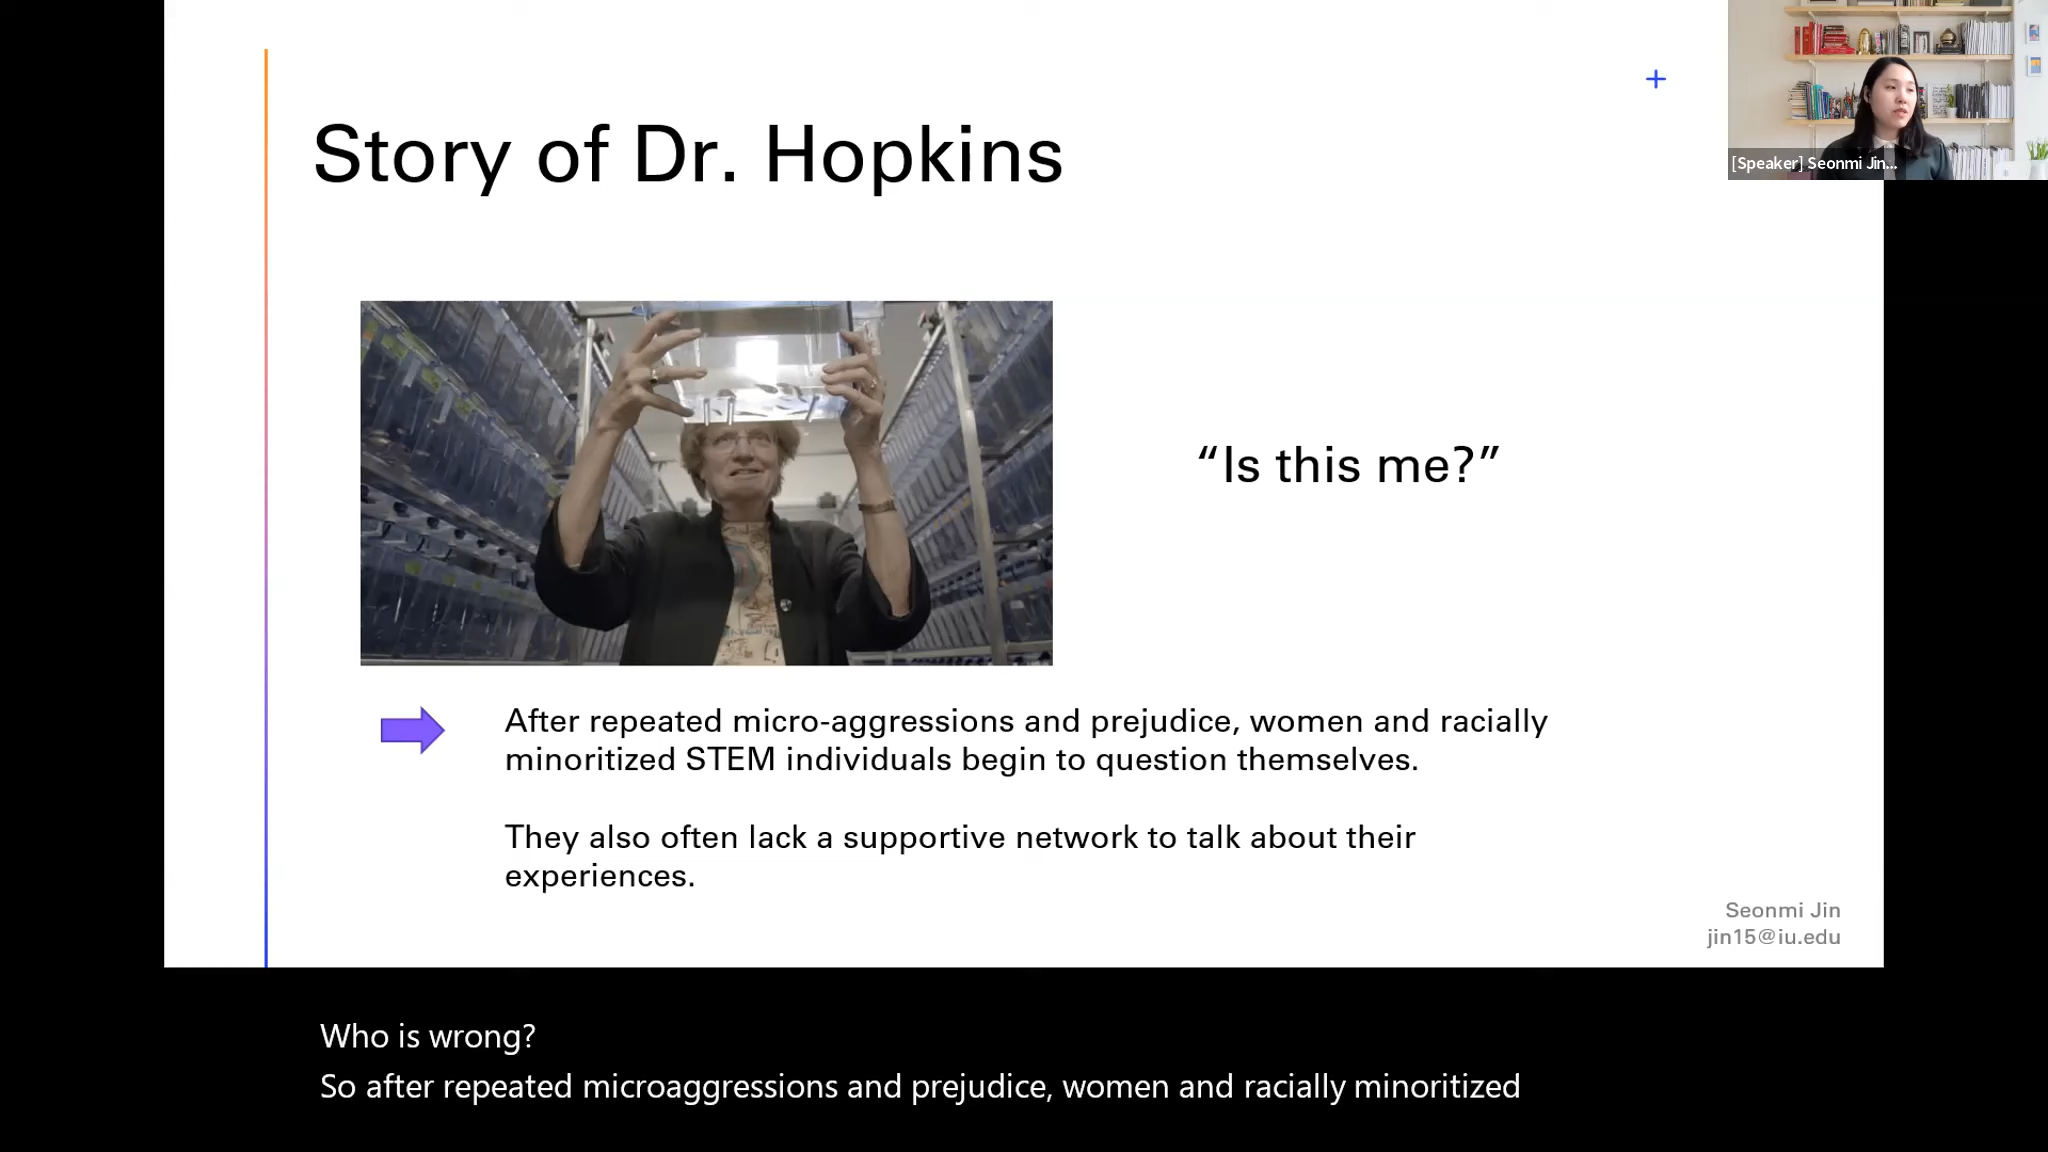 Story of Dr. Hopkins
[Speaker] Seonmi Jin...
“Is this me?”
After repeated micro-aggressions and prejudice, women and racially
minoritized STEM individuals begin to question themselves.
They also often lack a supportive network to talk about their
experiences.
Seonmi Jin
jin15@iu.edu
Who is wrong?
So after repeated microaggressions and prejudice, women and racially minoritized